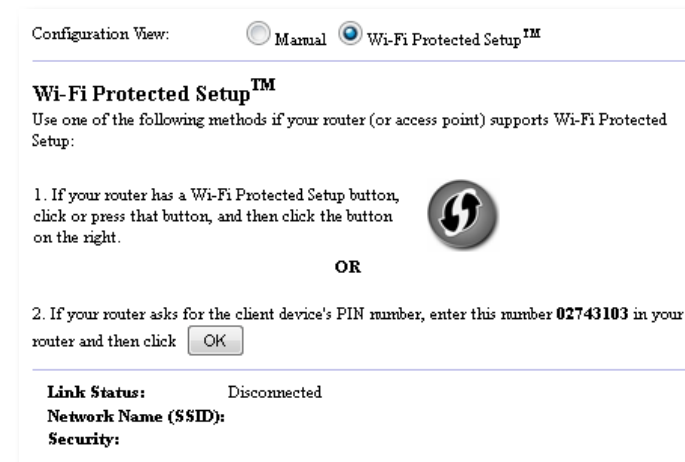 Configuration View: Manual Wi-Fi Protected Setup™
Wi-Fi Protected Setup™
Use one of the following methods if your router (or access point) supports Wi-Fi Protected
Setup:
1. If your router has a Wi-Fi Protected Setup button,
click or press that button, and then click the button
on the right.
OR
2. If your router asks for the client device's PIN number, enter this number 02743103 in your
router and then click OK
Link Status: Disconnected
Network Name (SSID):
Security: